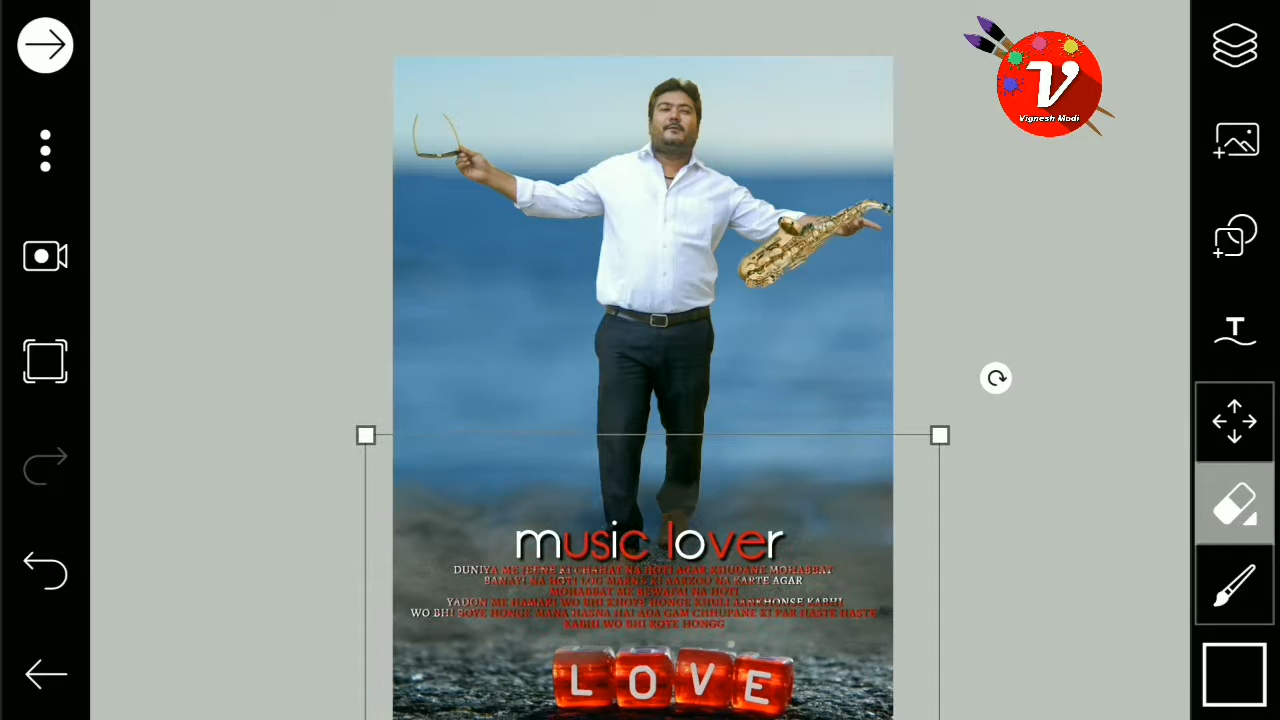 V
Vignesh Modi
T
music lover
DUNIYA ME JEENE KI CHAHAT NA HOTI AGAR KHUDANE MOHABBAT
BANAYI NA HOTI LOG MARNE KI AARZOO NA KARTE AGAR
MOHABBAT ME BEWAFAI NA HOTI
YADON ME HAMARI WO BHI KHOYE HONGE KHULI AANKHONSE KABHI
WO BHI SOYE HONGE MANA HASNA HAI ADA GAM CHHUPANE KI PAR HASTE HASTE
KABHI WO BHI ROYE HONGG
LOVE